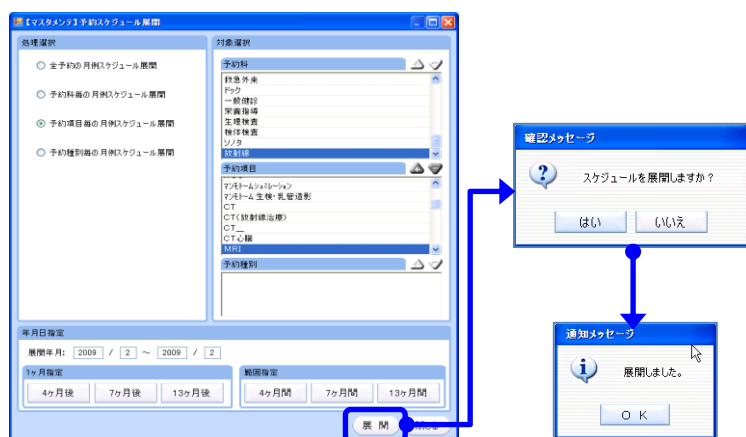 【マスタメンテ】予約スケジュール展開
処理選択
全予約の月例スケジュール展開
予約科毎の月例スケジュール展開
予約項目毎の月例スケジュール展開
予約種別毎の月例スケジュール展開
対象選択
予約科
救急外来
ドック
一般健診
栄養指導
生理検査
検体検査
ソノタ
放射線
予約項目
マンモトームシュミレーション
マンモトーム生検・乳管造影
CT
CT(放射線治療)
CT__
CT心臓
MRI
予約種別
年月日指定
展開年月: 2009 / 2 ～ 2009 / 2
1ヶ月指定
4ヶ月後 7ヶ月後 13ヶ月後
範囲指定
4ヶ月間 7ヶ月間 13ヶ月間
展開
確認メッセージ
スケジュールを展開しますか？
はい いいえ
通知メッセージ
展開しました。
OK